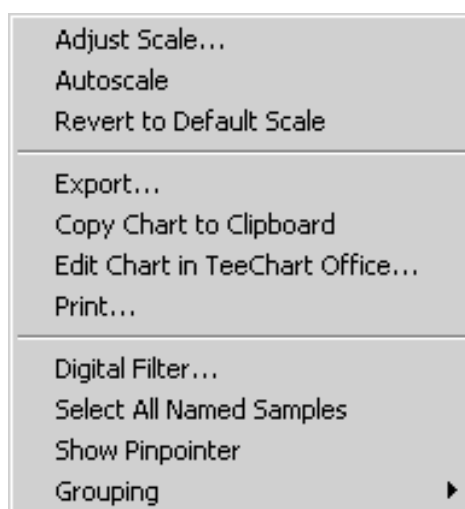 Adjust Scale...
Autoscale
Revert to Default Scale
Export...
Copy Chart to Clipboard
Edit Chart in TeeChart Office...
Print...
Digital Filter...
Select All Named Samples
Show Pinpointer
Grouping